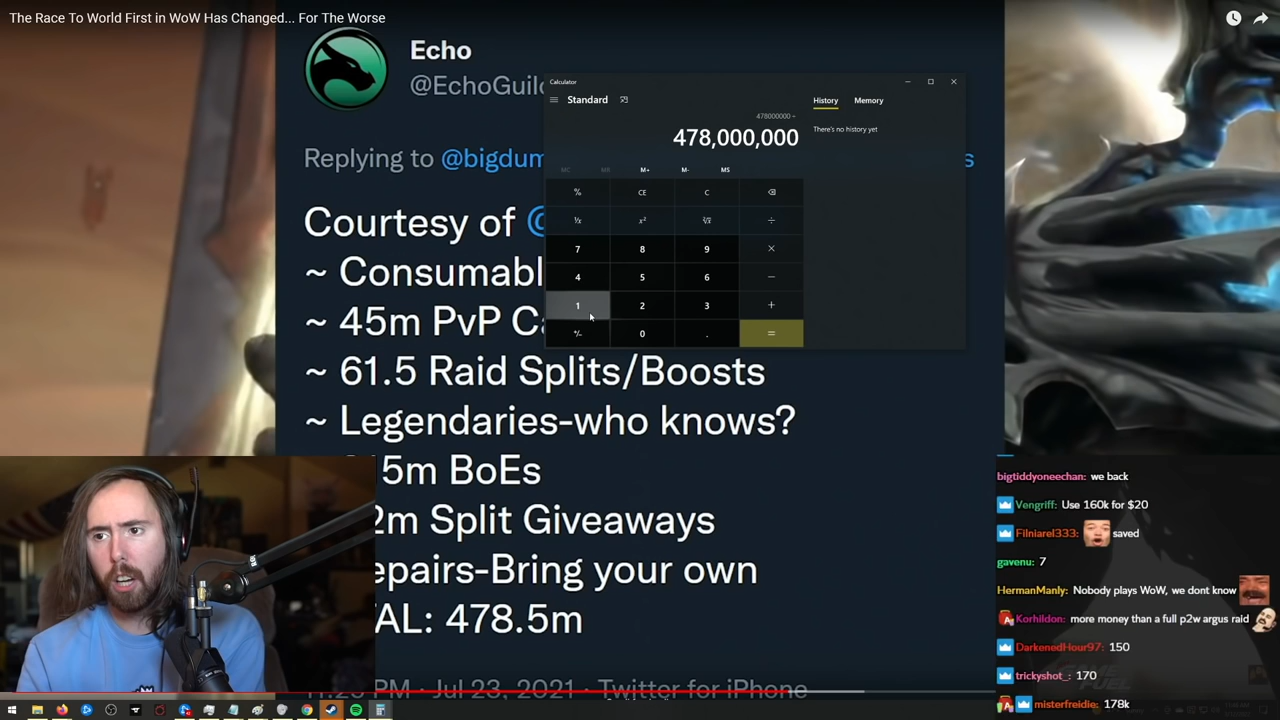 The Race To World First in WoW Has Changed... For The Worse
Echo
@EchoGuil
Replying to @bigdum
s
Courtesy of @
~ Consumabl
~ 45m PvP Ca
~ 61.5 Raid Splits/Boosts
~ Legendaries-who knows?
5m BoEs
2m Split Giveaways
epairs-Bring your own
AL: 478.5m
PM · Jul 23, 2021 · Twitter for iPhone
Calculator
Standard
History
Memory
478000000 ÷
478,000,000
There's no history yet
MC MR M+ M- MS
% CE C
¹/x x² ²√x ÷
7 8 9 ×
4 5 6 −
1 2 3 +
+/- 0 . =
bigtiddyoneechan: we back
Vengriff: Use 160k for $20
Filniarel333: saved
gavenu: 7
HermanManly: Nobody plays WoW, we dont know
Korhildon: more money than a full p2w argus raid
DarkenedHour97: 150
trickyshot_: 170
misterfreidie: 178k